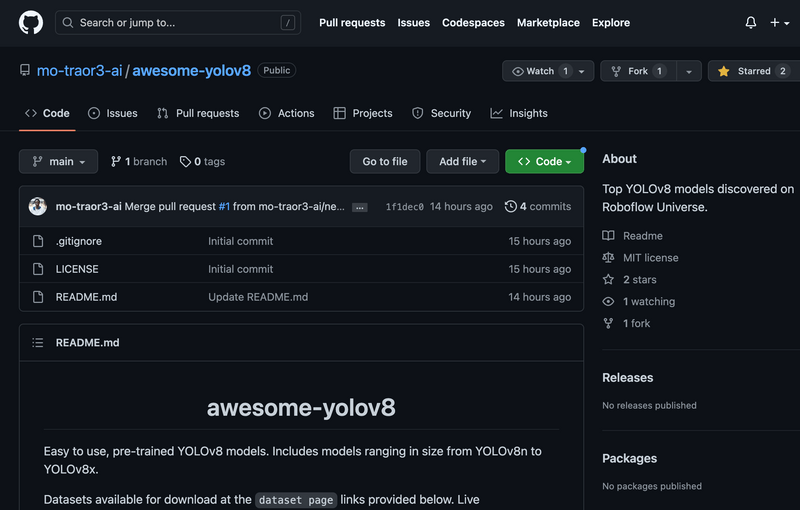 Search or jump to... /
Pull requests Issues Codespaces Marketplace Explore
mo-traor3-ai / awesome-yolov8 Public
Watch 1 Fork 1 Starred 2
Code Issues Pull requests Actions Projects Security Insights
main 1 branch 0 tags Go to file Add file Code
mo-traor3-ai Merge pull request #1 from mo-traor3-ai/ne... ... 1f1dec0 14 hours ago 4 commits
.gitignore Initial commit 15 hours ago
LICENSE Initial commit 15 hours ago
README.md Update README.md 14 hours ago
README.md
awesome-yolov8
Easy to use, pre-trained YOLOv8 models. Includes models ranging in size from YOLOv8n to
YOLOv8x.
Datasets available for download at the dataset page links provided below. Live
About
Top YOLOv8 models discovered on
Roboflow Universe.
Readme
MIT license
2 stars
1 watching
1 fork
Releases
No releases published
Packages
No packages published